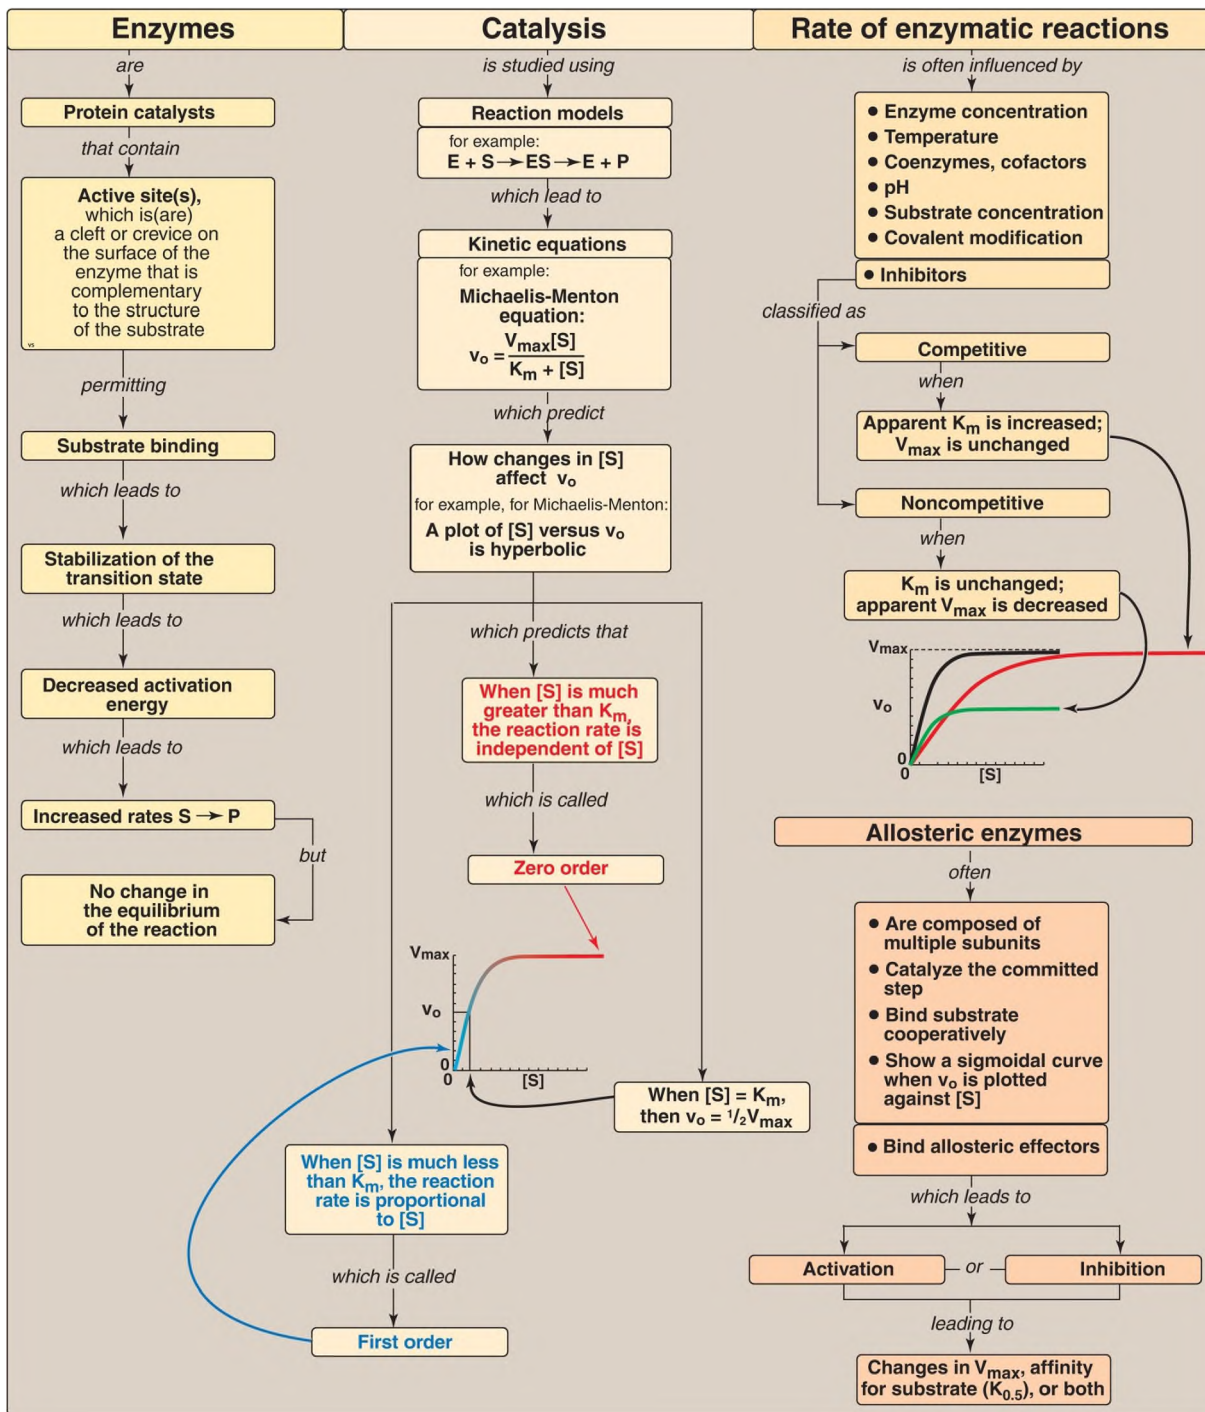 Enzymes
are
Protein catalysts
that contain
Active site(s),
which is(are)
a cleft or crevice on
the surface of the
enzyme that is
complementary
to the structure
of the substrate
vs
permitting
Substrate binding
which leads to
Stabilization of the
transition state
which leads to
Decreased activation
energy
which leads to
Increased rates S → P
but
No change in
the equilibrium
of the reaction
Catalysis
is studied using
Reaction models
for example:
E + S → ES → E + P
which lead to
Kinetic equations
for example:
Michaelis-Menton
equation:
vo = Vmax[S] / Km + [S]
which predict
How changes in [S]
affect vo
for example, for Michaelis-Menton:
A plot of [S] versus vo
is hyperbolic
which predicts that
When [S] is much
greater than Km,
the reaction rate is
independent of [S]
which is called
Zero order
Vmax
vo
0
0
[S]
When [S] = Km,
then vo = 1/2Vmax
When [S] is much less
than Km, the reaction
rate is proportional
to [S]
which is called
First order
Rate of enzymatic reactions
is often influenced by
• Enzyme concentration
• Temperature
• Coenzymes, cofactors
• pH
• Substrate concentration
• Covalent modification
• Inhibitors
classified as
Competitive
when
Apparent Km is increased;
Vmax is unchanged
Noncompetitive
when
Km is unchanged;
apparent Vmax is decreased
Vmax
vo
0
0
[S]
Allosteric enzymes
often
• Are composed of
multiple subunits
• Catalyze the committed
step
• Bind substrate
cooperatively
• Show a sigmoidal curve
when vo is plotted
against [S]
• Bind allosteric effectors
which leads to
Activation
or
Inhibition
leading to
Changes in Vmax, affinity
for substrate (K0.5), or both